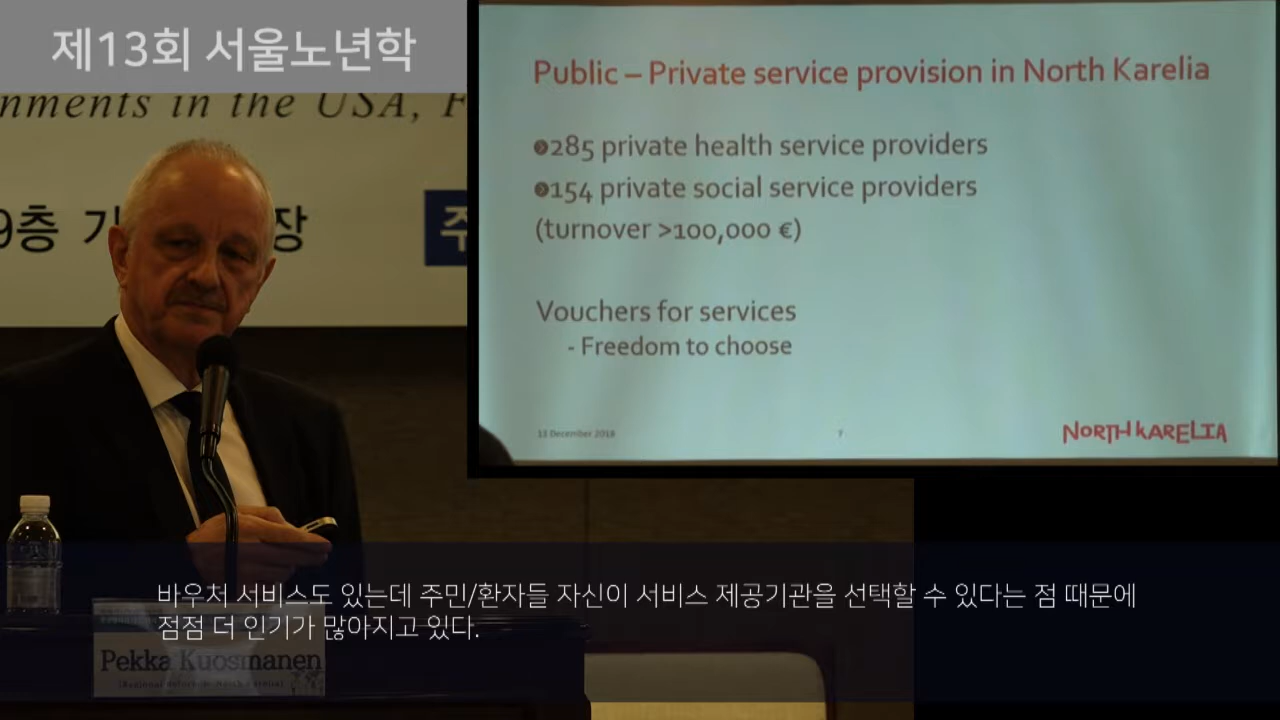 제13회 서울노년학
nments in the USA, F
9층 가
장
주
Public – Private service provision in North Karelia
285 private health service providers
154 private social service providers
(turnover >100,000 €)
Vouchers for services
- Freedom to choose
13 December 2018
7
NORTH KARELIA
바우처 서비스도 있는데 주민/환자들 자신이 서비스 제공기관을 선택할 수 있다는 점 때문에
점점 더 인기가 많아지고 있다.
Pekka Kuosmanen